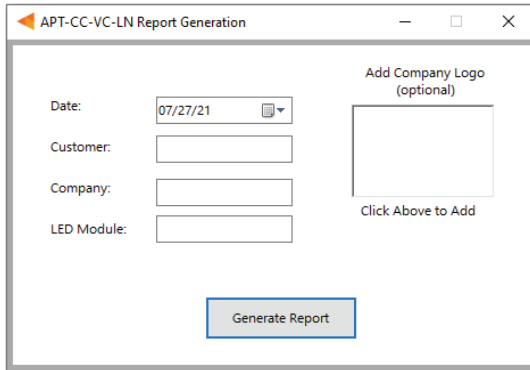 APT-CC-VC-LN Report Generation
Add Company Logo
(optional)
Date:
07/27/21
Customer:
Company:
Click Above to Add
LED Module:
Generate Report